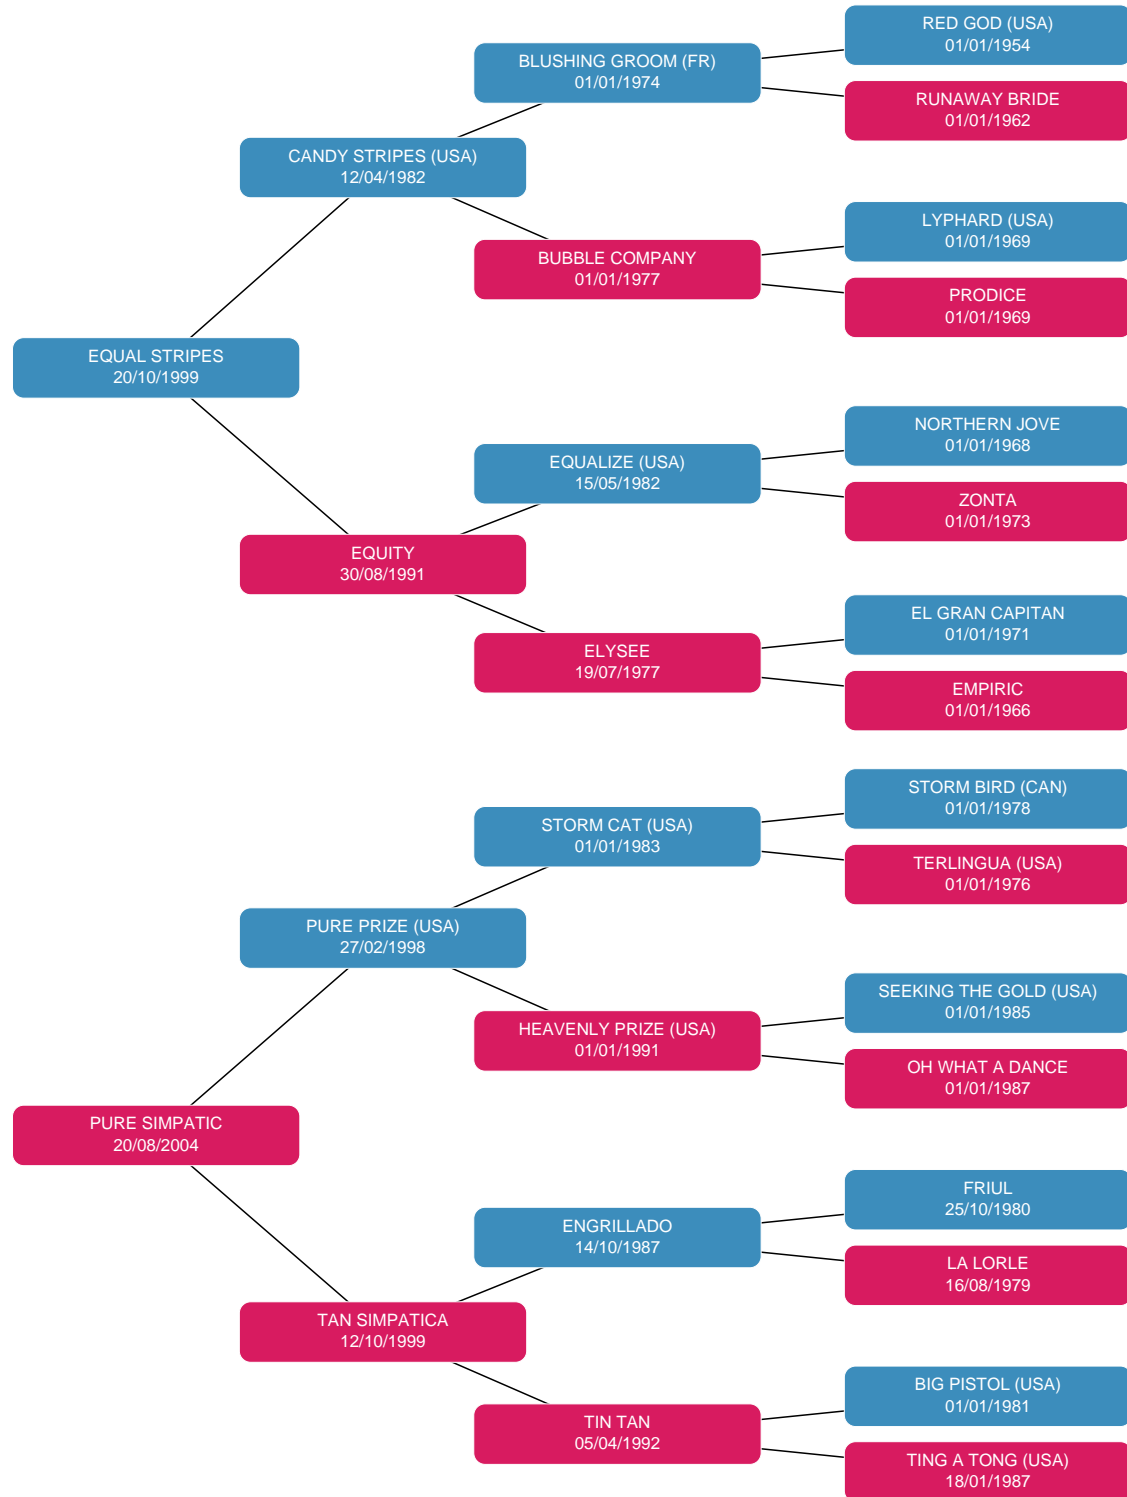 RED GOD (USA)
01/01/1954
BLUSHING GROOM (FR)
01/01/1974
RUNAWAY BRIDE
01/01/1962
CANDY STRIPES (USA)
12/04/1982
LYPHARD (USA)
01/01/1969
BUBBLE COMPANY
01/01/1977
PRODICE
01/01/1969
EQUAL STRIPES
20/10/1999
NORTHERN JOVE
01/01/1968
EQUALIZE (USA)
15/05/1982
ZONTA
01/01/1973
EQUITY
30/08/1991
EL GRAN CAPITAN
01/01/1971
ELYSEE
19/07/1977
EMPIRIC
01/01/1966
STORM BIRD (CAN)
01/01/1978
STORM CAT (USA)
01/01/1983
TERLINGUA (USA)
01/01/1976
PURE PRIZE (USA)
27/02/1998
SEEKING THE GOLD (USA)
01/01/1985
HEAVENLY PRIZE (USA)
01/01/1991
OH WHAT A DANCE
01/01/1987
PURE SIMPATIC
20/08/2004
FRIUL
25/10/1980
ENGRILLADO
14/10/1987
LA LORLE
16/08/1979
TAN SIMPATICA
12/10/1999
BIG PISTOL (USA)
01/01/1981
TIN TAN
05/04/1992
TING A TONG (USA)
18/01/1987